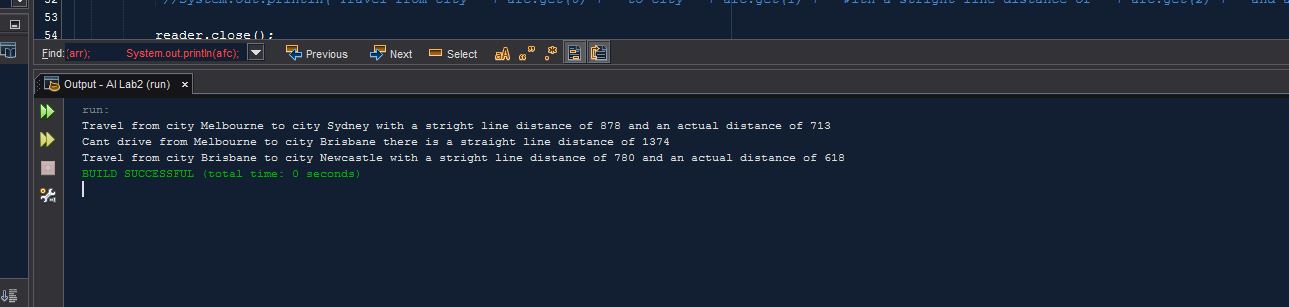 52 //System.out.println("Travel from city " + arc.get(0) + " to city " + arc.get(1) + " with a stright line distance of " + arc.get(2) + " and a
53
54 reader.close();
Find: (arr); System.out.println(afc); Previous Next Select
Output - AI Lab2 (run) ×
run:
Travel from city Melbourne to city Sydney with a stright line distance of 878 and an actual distance of 713
Cant drive from Melbourne to city Brisbane there is a straight line distance of 1374
Travel from city Brisbane to city Newcastle with a stright line distance of 780 and an actual distance of 618
BUILD SUCCESSFUL (total time: 0 seconds)